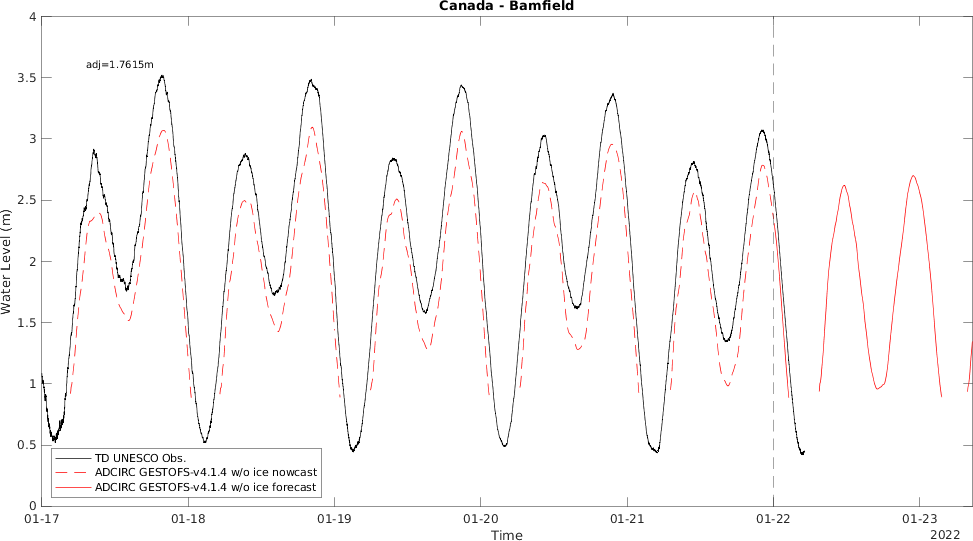 Canada - Bamfield
adj=1.7615m
Water Level (m)
4
3.5
3
2.5
2
1.5
1
0.5
0
TD UNESCO Obs.
ADCIRC GESTOFS-v4.1.4 w/o ice nowcast
ADCIRC GESTOFS-v4.1.4 w/o ice forecast
01-17 01-18 01-19 01-20 01-21 01-22 01-23
Time
2022